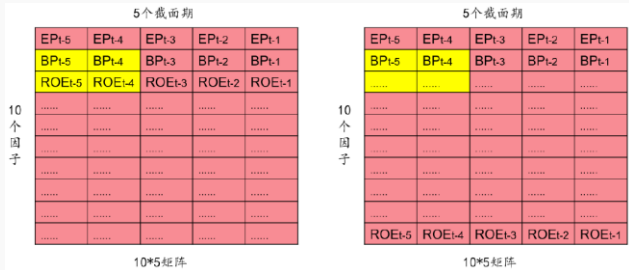 5个截面期
EPt-5 EPt-4 EPt-3 EPt-2 EPt-1
BPt-5 BPt-4 BPt-3 BPt-2 BPt-1
ROEt-5 ROEt-4 ROEt-3 ROEt-2 ROEt-1
...... ...... ...... ...... ......
...... ...... ...... ...... ......
...... ...... ...... ...... ......
...... ...... ...... ...... ......
...... ...... ...... ...... ......
...... ...... ...... ...... ......
...... ...... ...... ...... ......
10个因子
10*5矩阵
5个截面期
EPt-5 EPt-4 EPt-3 EPt-2 EPt-1
BPt-5 BPt-4 BPt-3 BPt-2 BPt-1
...... ...... ...... ...... ......
...... ...... ...... ...... ......
...... ...... ...... ...... ......
...... ...... ...... ...... ......
...... ...... ...... ...... ......
...... ...... ...... ...... ......
...... ...... ...... ...... ......
ROEt-5 ROEt-4 ROEt-3 ROEt-2 ROEt-1
10个因子
10*5矩阵